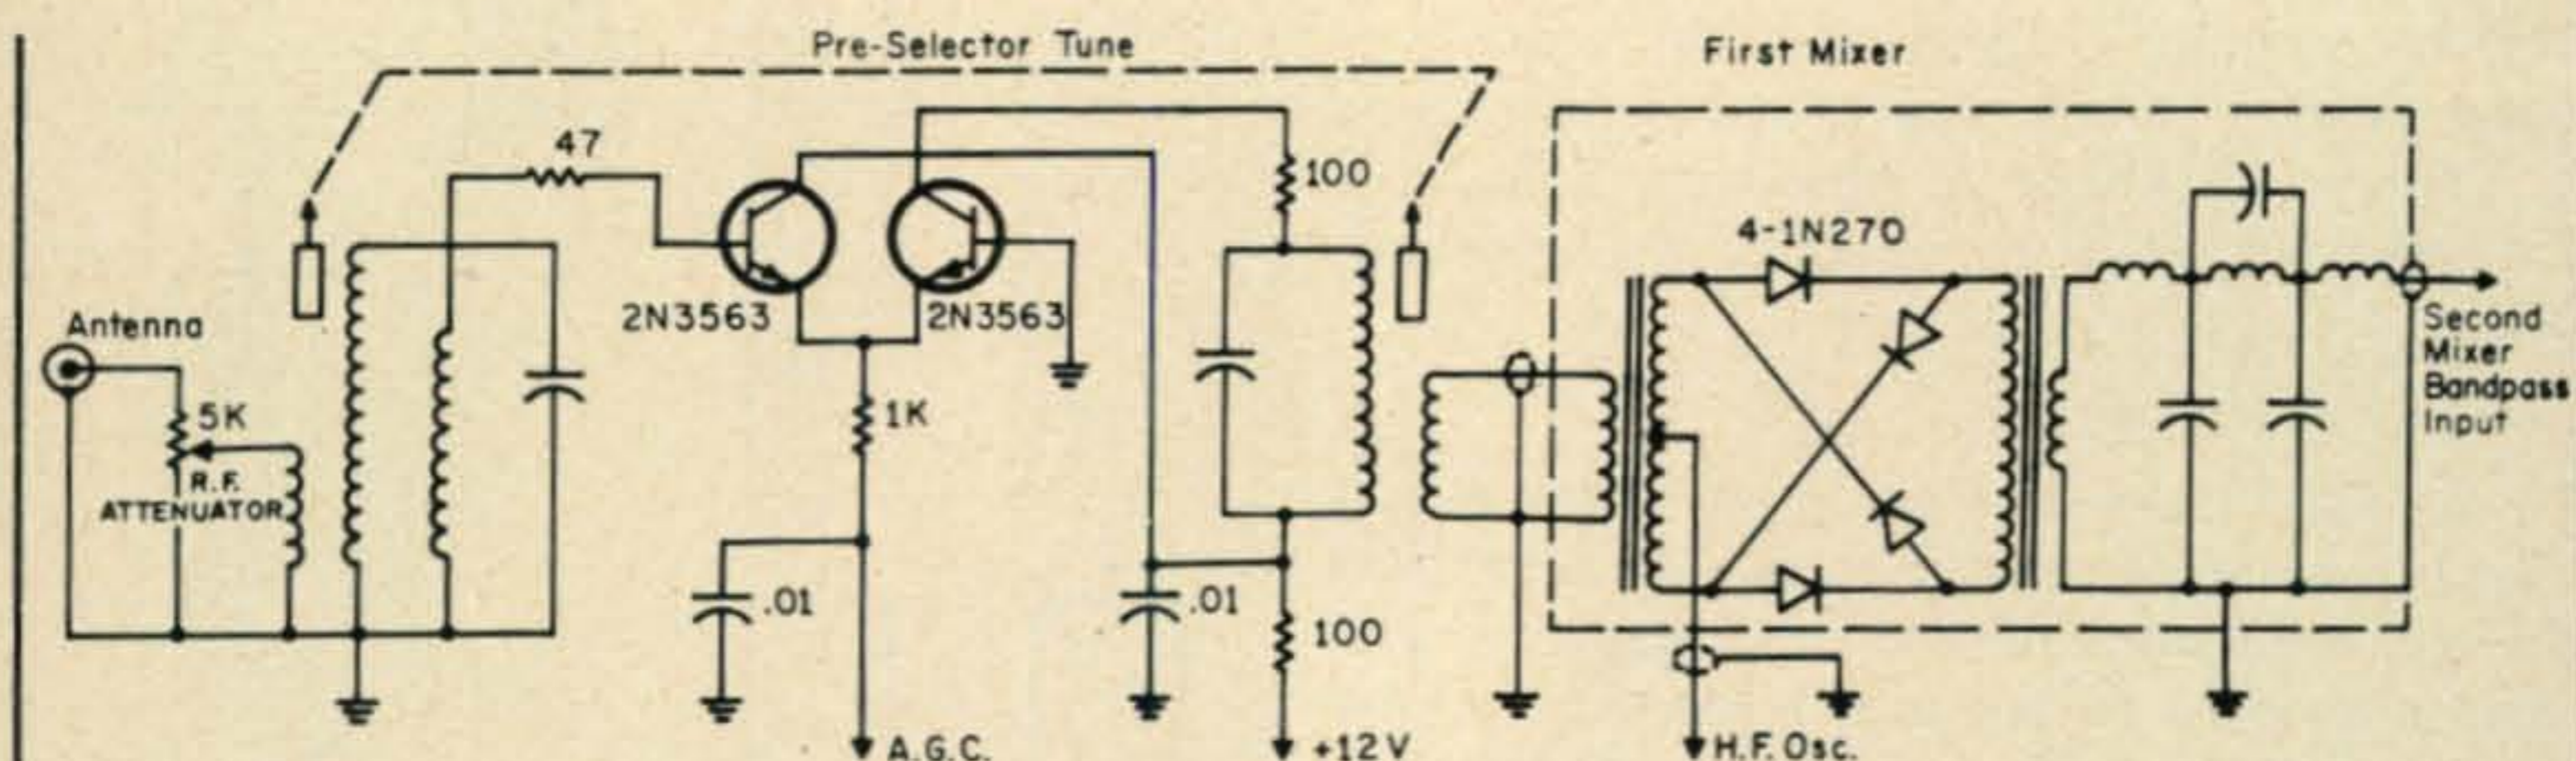 Pre-Selector Tune
First Mixer
47
100
4-1N270
2N3563
2N3563
Antenna
5K
R.F.
ATTENUATOR
1K
Second
Mixer
Bandpass
Input
.01
.01
100
A.G.C.
+12V
H.F. Osc.